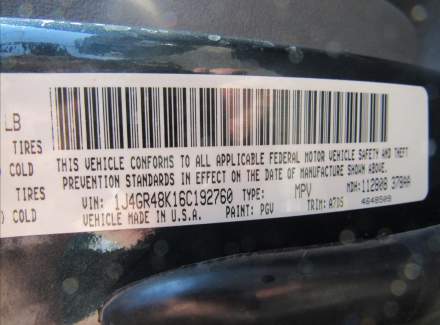 LB
TIRES
COLD
TIRES
COLD
THIS VEHICLE CONFORMS TO ALL APPLICABLE FEDERAL MOTOR VEHICLE SAFETY AND THEFT
PREVENTION STANDARDS IN EFFECT ON THE DATE OF MANUFACTURE SHOWN ABOVE.
VIN: 1J4GR48K16C192760 TYPE: MPV MDH: 112808 378AA
VEHICLE MADE IN U.S.A. PAINT: PGV TRIM: A7DS 4648509